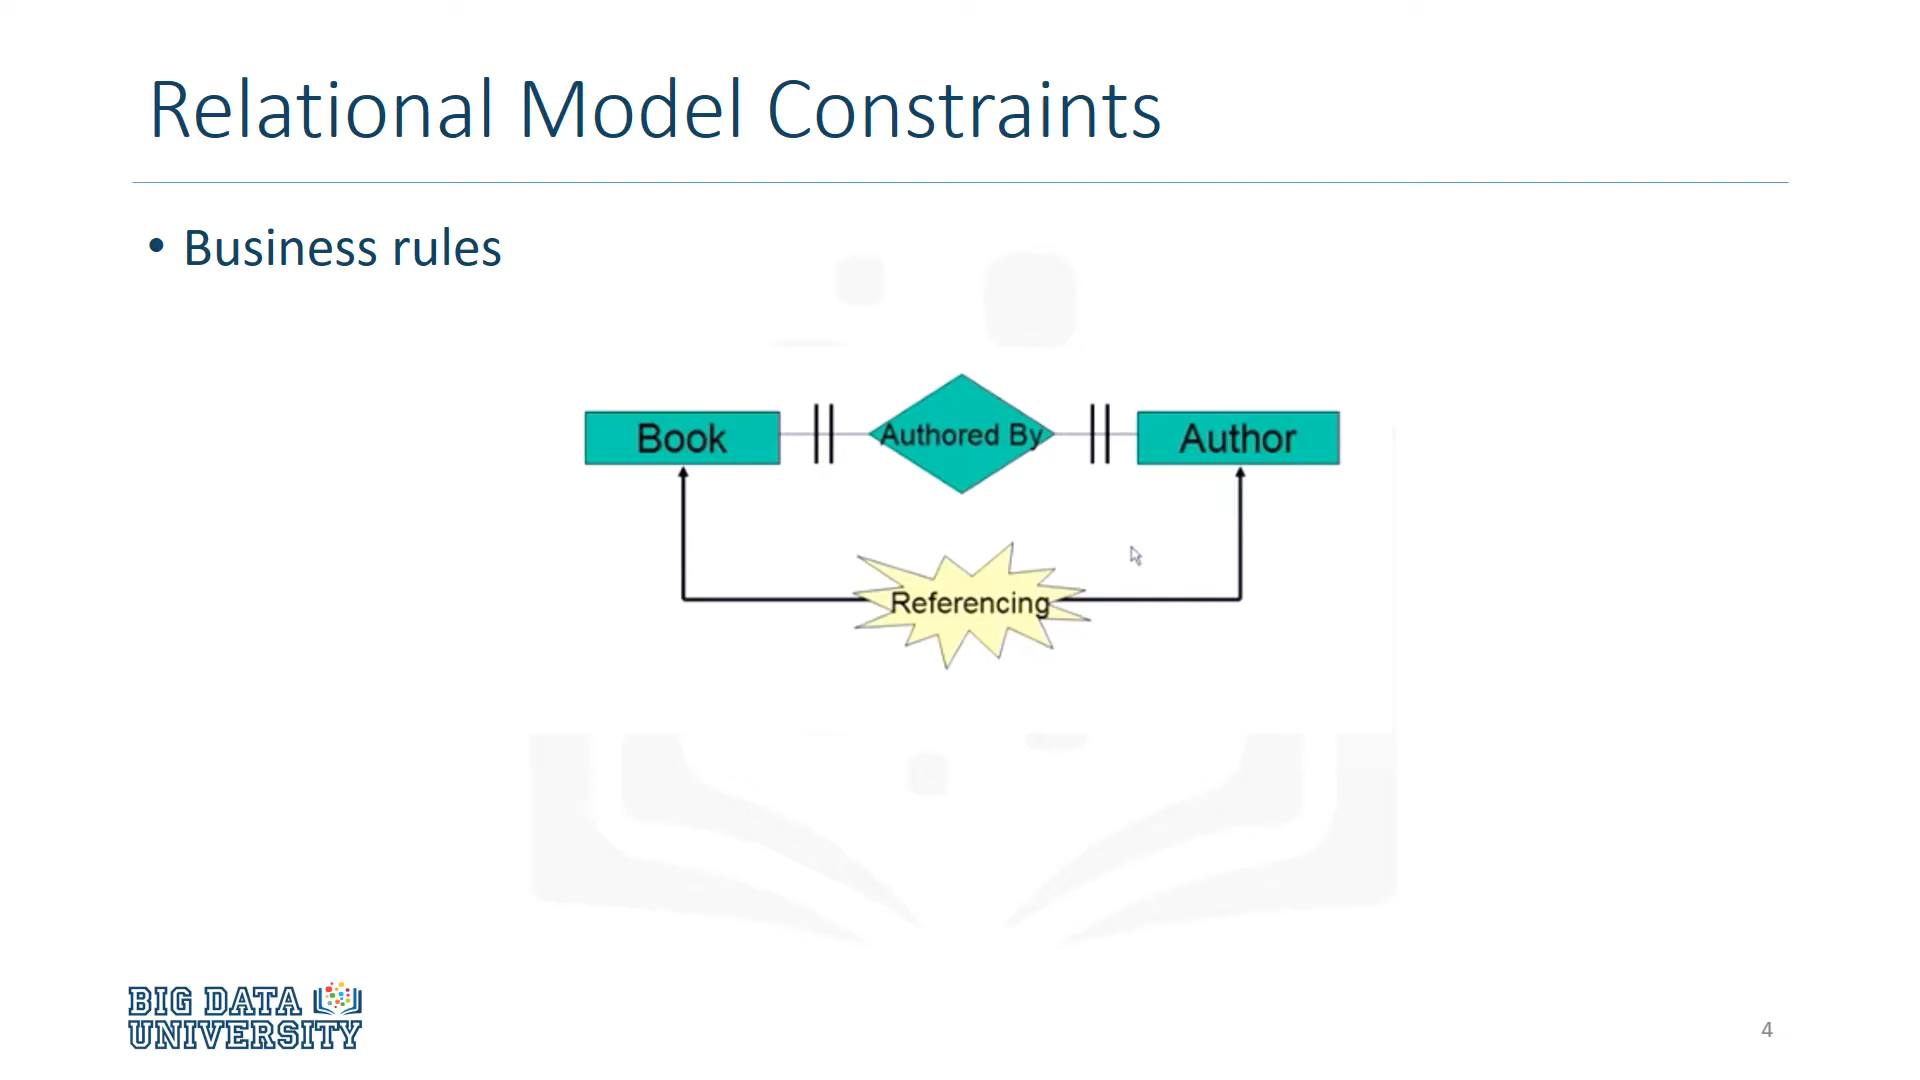 Relational Model Constraints
• Business rules
Book
Authored By
Author
Referencing
BIG DATA
UNIVERSITY
4